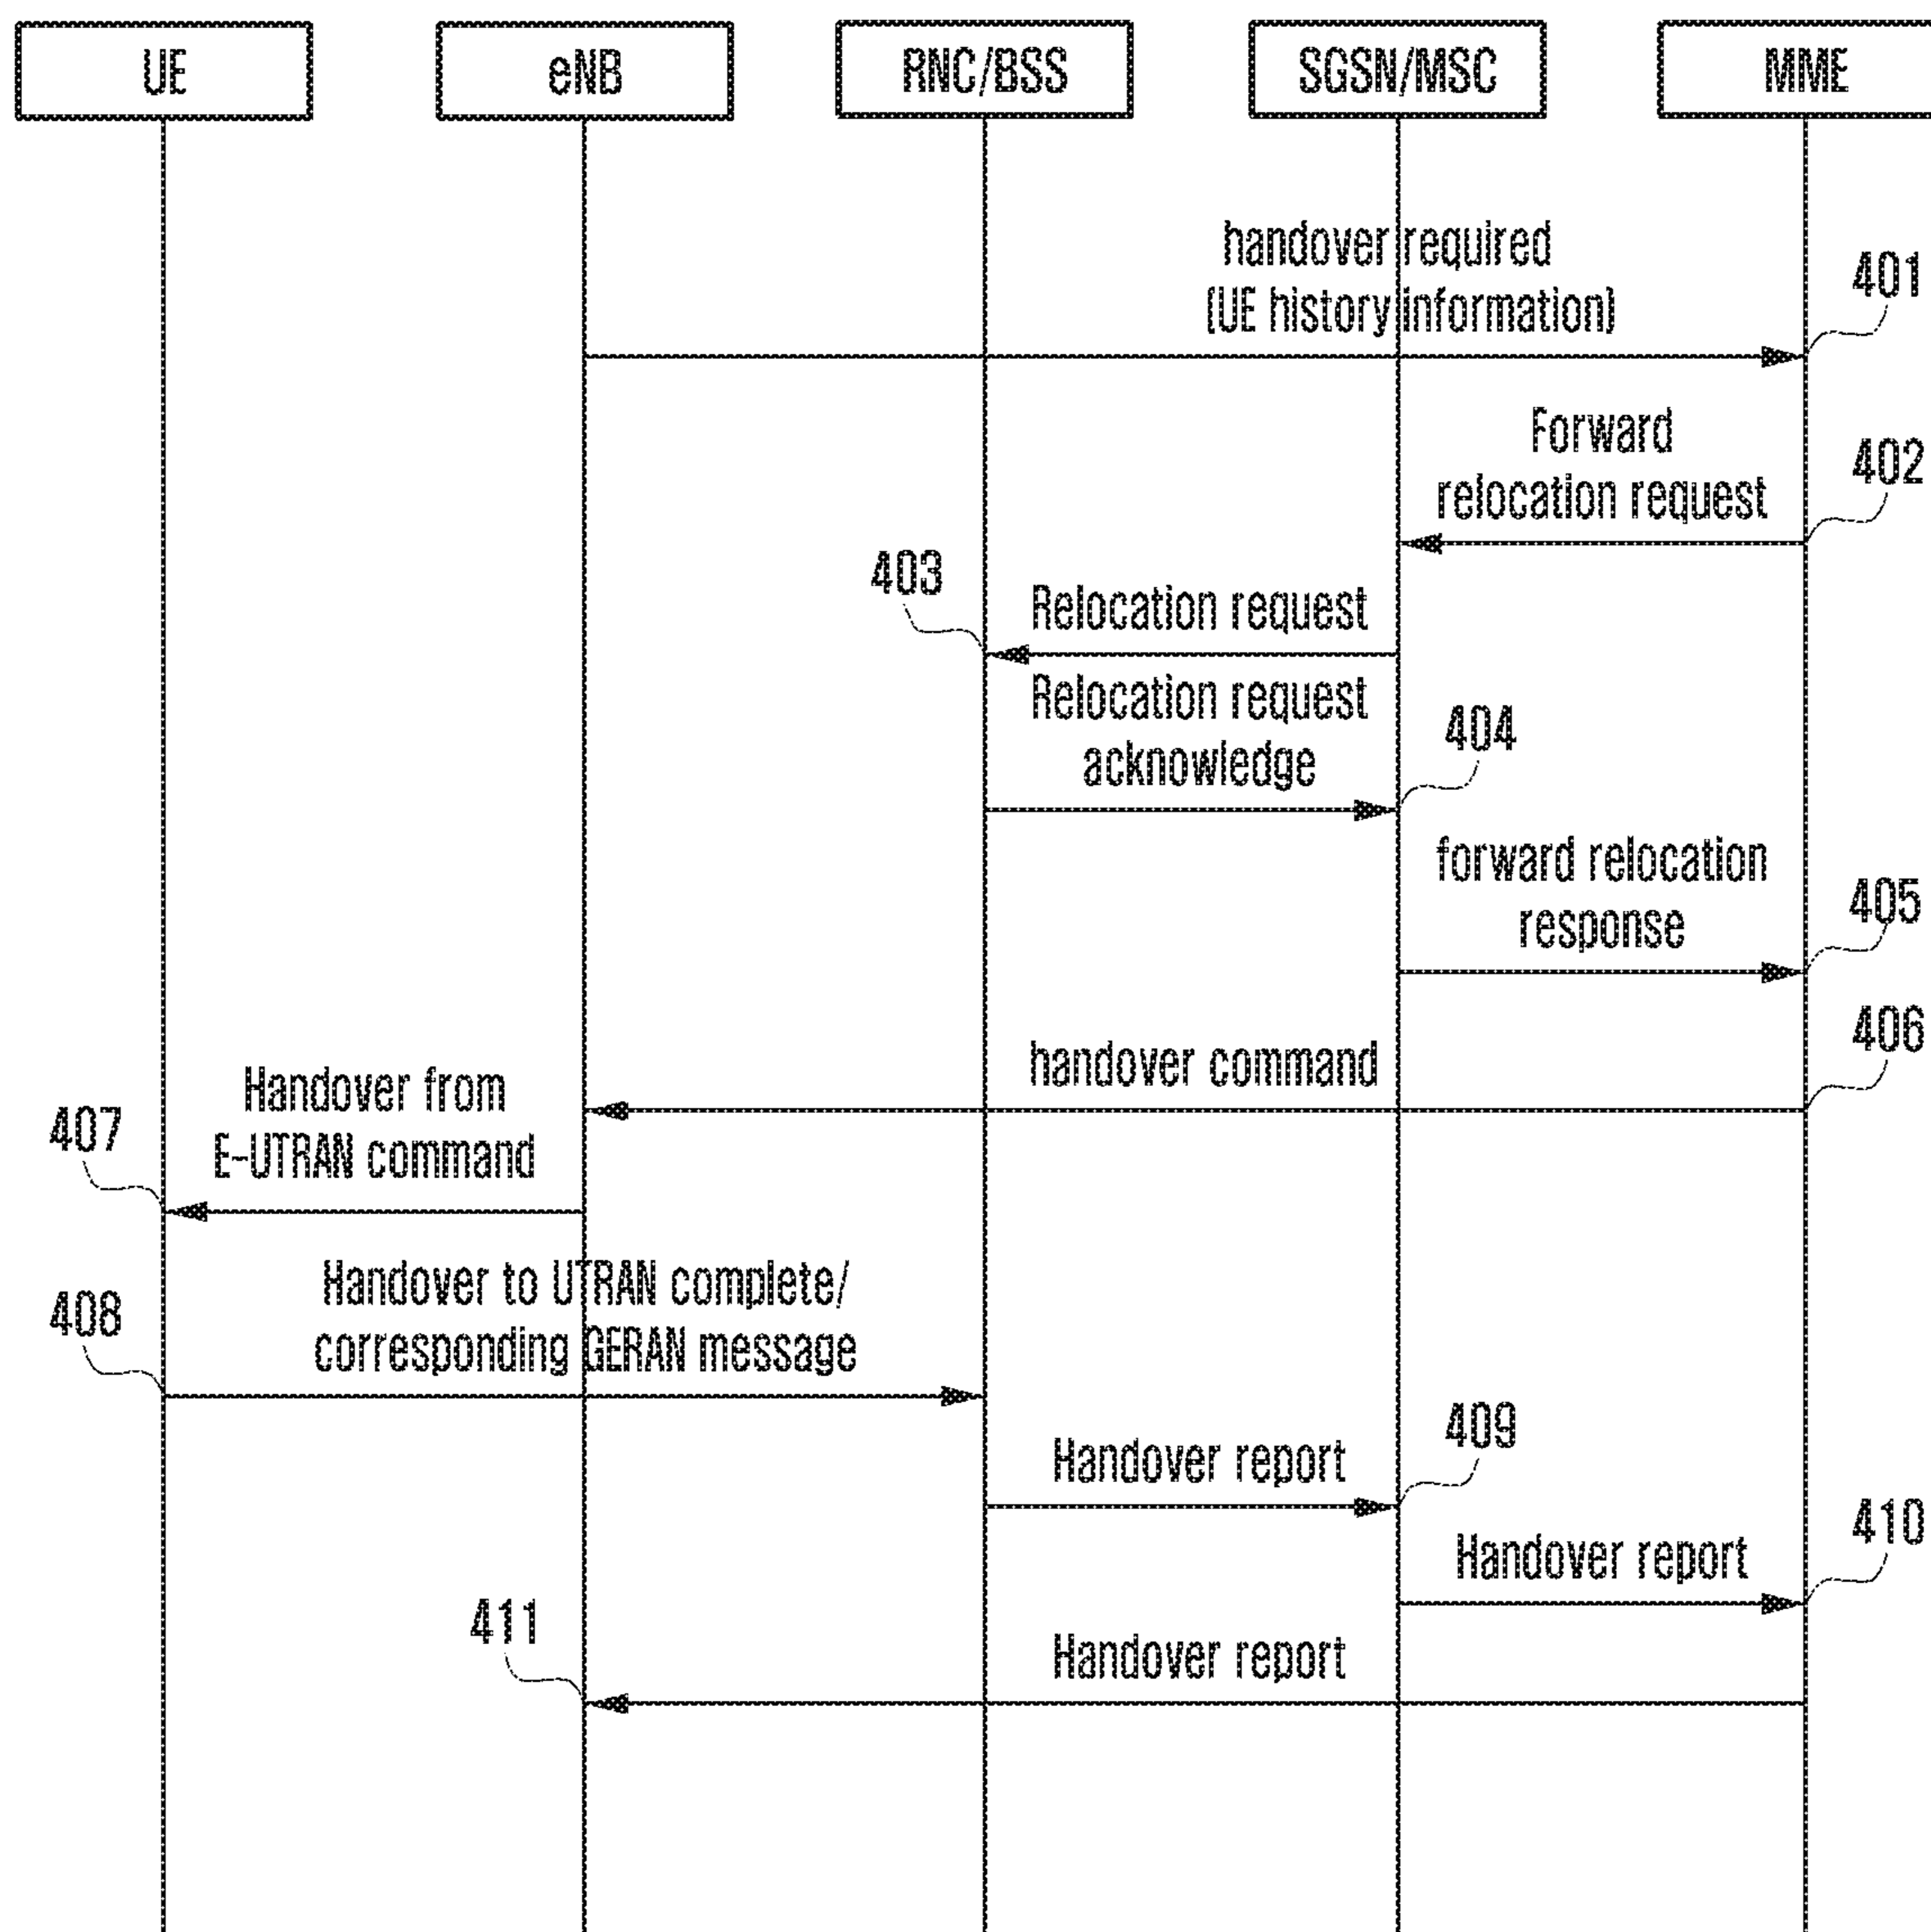 UE
eNB
RNC/BSS
SGSN/MSC
MME
handover required
(UE history information)
401
Forward
relocation request
402
403
Relocation request
Relocation request
acknowledge
404
forward relocation
response
405
406
handover command
Handover from
E-UTRAN command
407
Handover to UTRAN complete/
corresponding GERAN message
408
Handover report
409
Handover report
410
411
Handover report